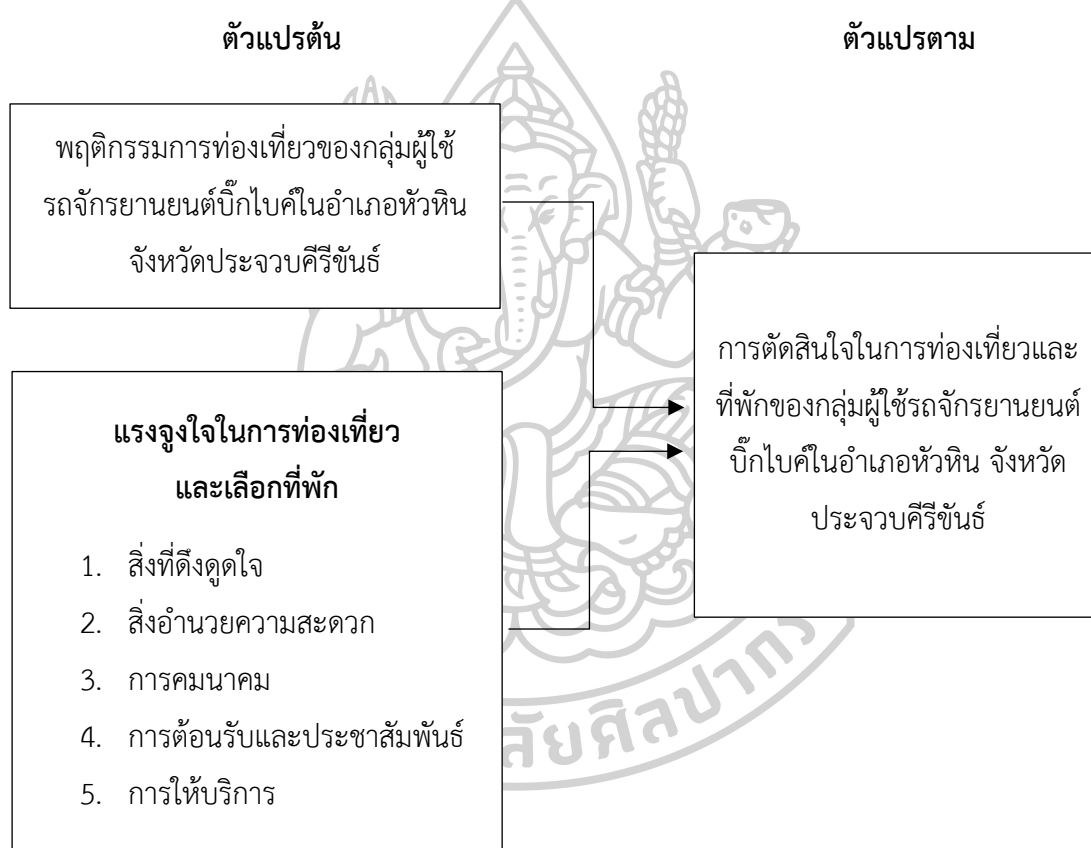 ตัวแปรต้น
ตัวแปรตาม
พฤติกรรมการท่องเที่ยวของกลุ่มผู้ใช้
รถจักรยานยนต์บิ๊กไบค์ในอำเภอหัวหิน
จังหวัดประจวบคีรีขันธ์
แรงจูงใจในการท่องเที่ยว
และเลือกที่พัก
1. สิ่งที่ดึงดูดใจ
2. สิ่งอำนวยความสะดวก
3. การคมนาคม
4. การต้อนรับและประชาสัมพันธ์
5. การให้บริการ
การตัดสินใจในการท่องเที่ยวและ
ที่พักของกลุ่มผู้ใช้รถจักรยานยนต์
บิ๊กไบค์ในอำเภอหัวหิน จังหวัด
ประจวบคีรีขันธ์
ลัยศิลปากร